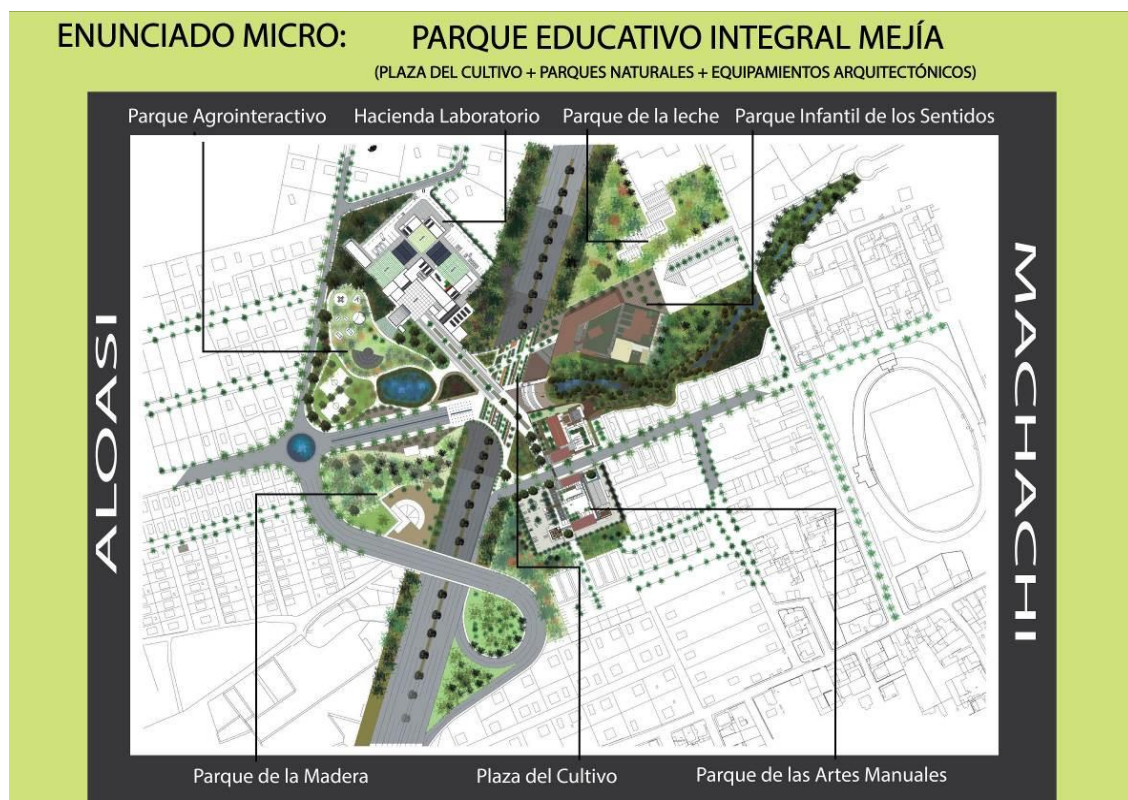 ENUNCIADO MICRO: PARQUE EDUCATIVO INTEGRAL MEJÍA
(PLAZA DEL CULTIVO + PARQUES NATURALES + EQUIPAMIENTOS ARQUITECTÓNICOS)
Parque Agrointeractivo Hacienda Laboratorio Parque de la leche Parque Infantil de los Sentidos
ALOASI
MACHACHI
Parque de la Madera Plaza del Cultivo Parque de las Artes Manuales